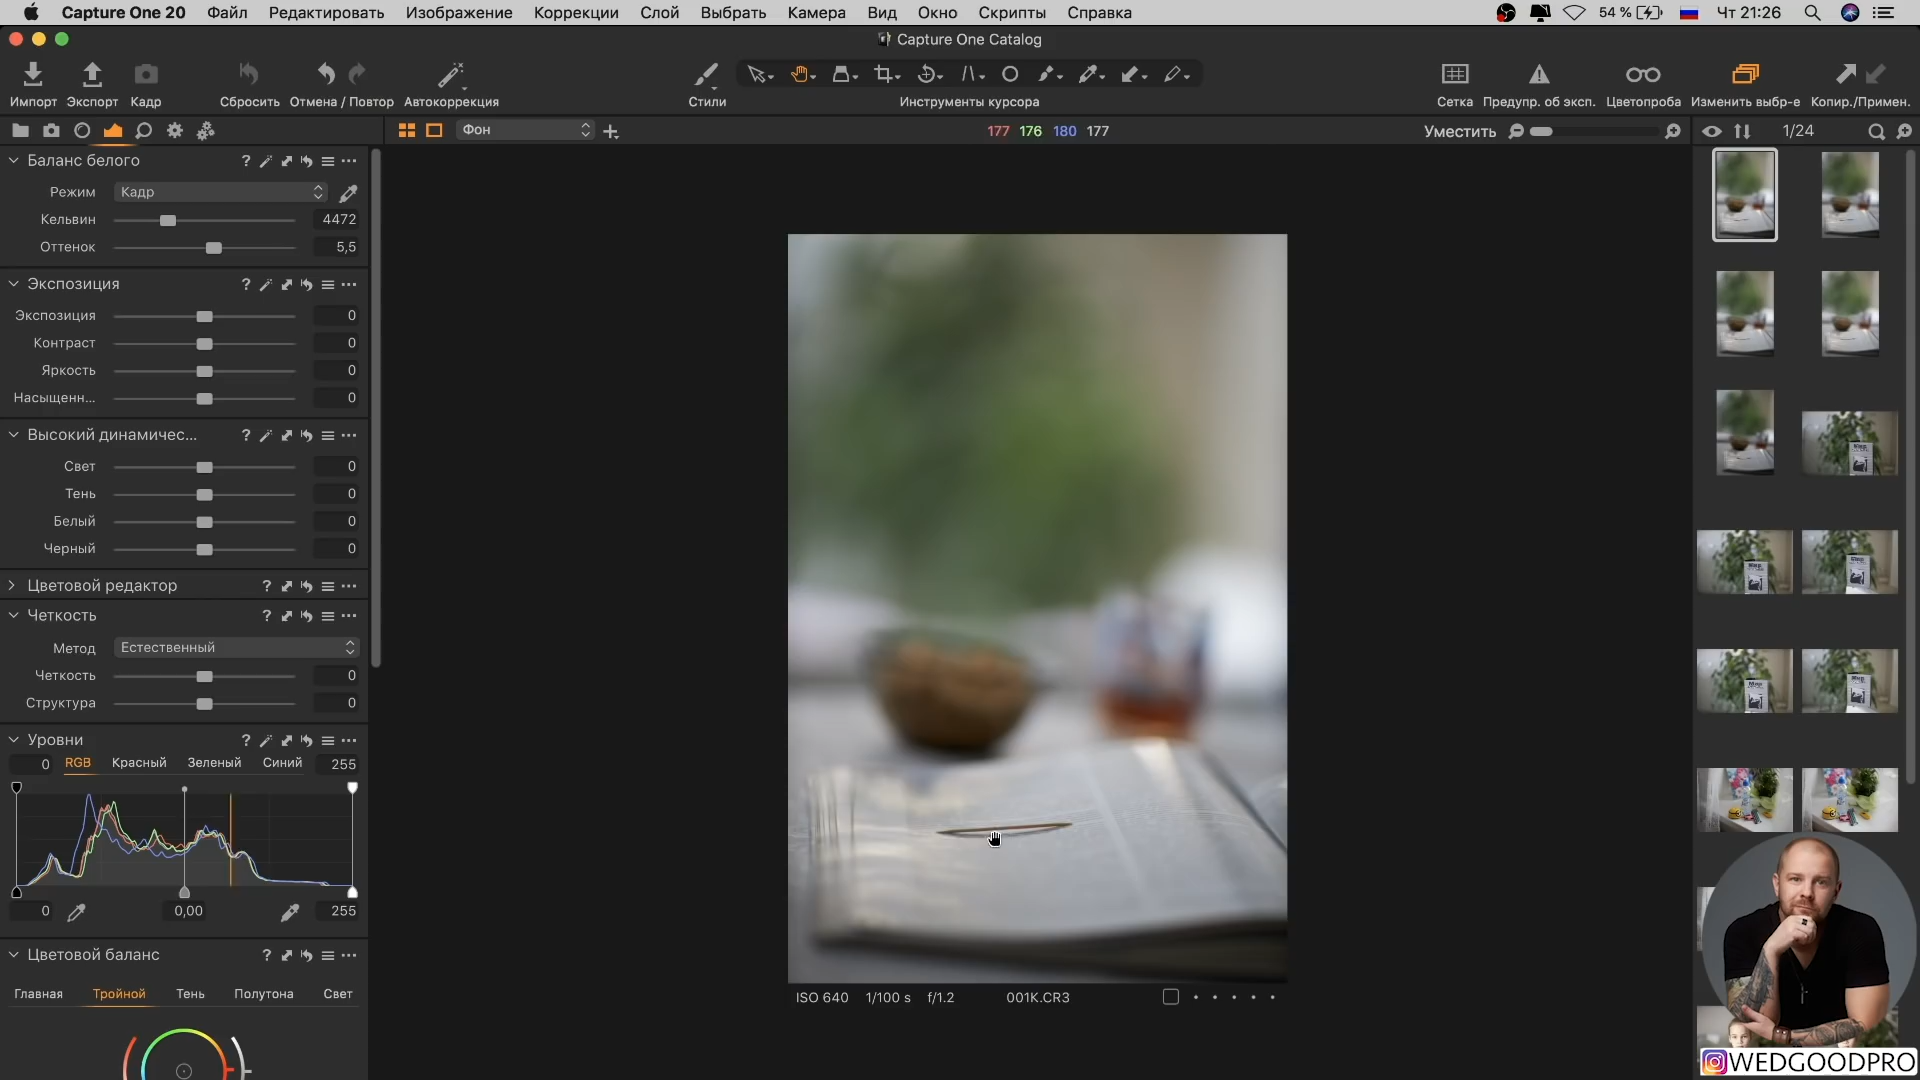 Capture One 20 Файл Редактировать Изображение Коррекции Слой Выбрать Камера Вид Окно Скрипты Справка 54 % Чт 21:26
Capture One Catalog
Импорт Экспорт Кадр Сбросить Отмена / Повтор Автокоррекция Стили Инструменты курсора Сетка Предупр. об эксп. Цветопроба Изменить выбр-е Копир./Примен.
Фон 177 176 180 177 Уместить 1/24
Баланс белого ?
Режим Кадр
Кельвин 4472
Оттенок 5,5
Экспозиция ?
Экспозиция 0
Контраст 0
Яркость 0
Насыщенн... 0
Высокий динамичес... ?
Свет 0
Тень 0
Белый 0
Черный 0
Цветовой редактор ?
Четкость ?
Метод Естественный
Четкость 0
Структура 0
Уровни ?
0 RGB Красный Зеленый Синий 255
0 0,00 255
Цветовой баланс ?
Главная Тройной Тень Полутона Свет
ISO 640 1/100 s f/1.2 001K.CR3
WEDGOODPRO